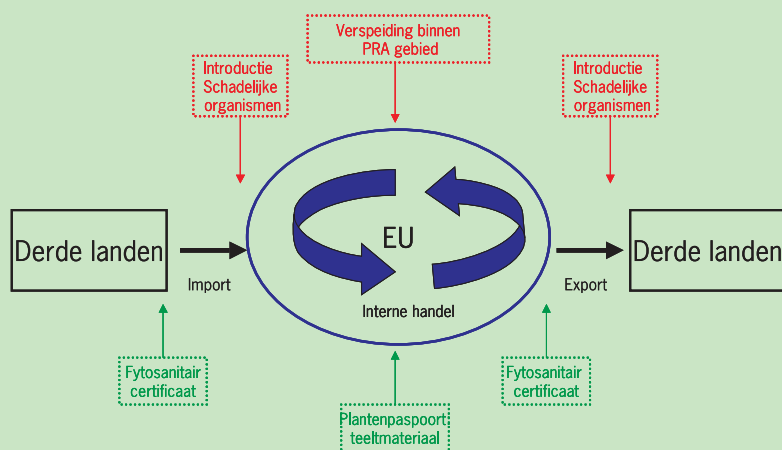 Verspeiding binnen
PRA gebied
Introductie
Schadelijke
organismen
Introductie
Schadelijke
organismen
Derde landen
Import
EU
Interne handel
Export
Derde landen
Fytosanitair
certificaat
Plantenpaspoort
teeltmateriaal
Fytosanitair
certificaat